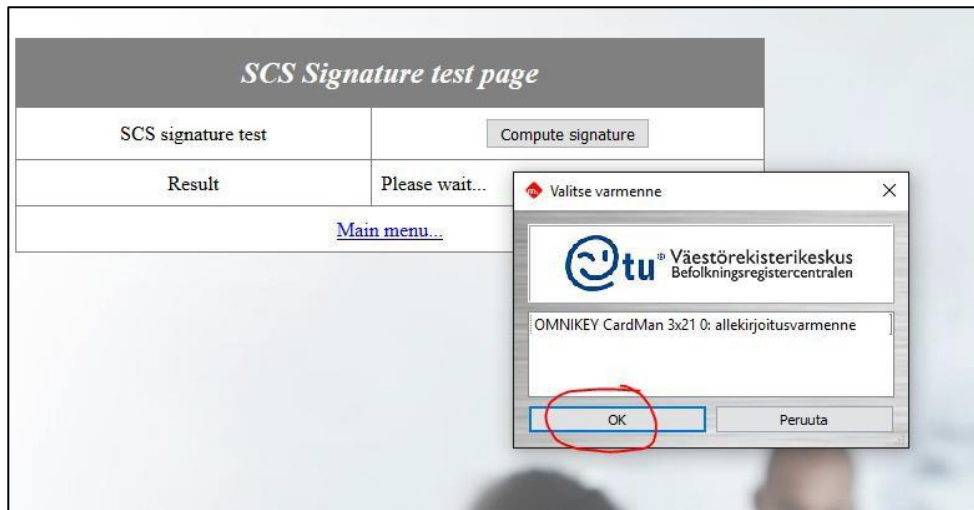 SCS Signature test page
SCS signature test
Compute signature
Result
Please wait...
Main menu...
Valitse varmenne
tu® Väestörekisterikeskus
Befolkningsregistercentralen
OMNIKEY CardMan 3x21 0: allekirjoitusvarmenne
OK
Peruuta